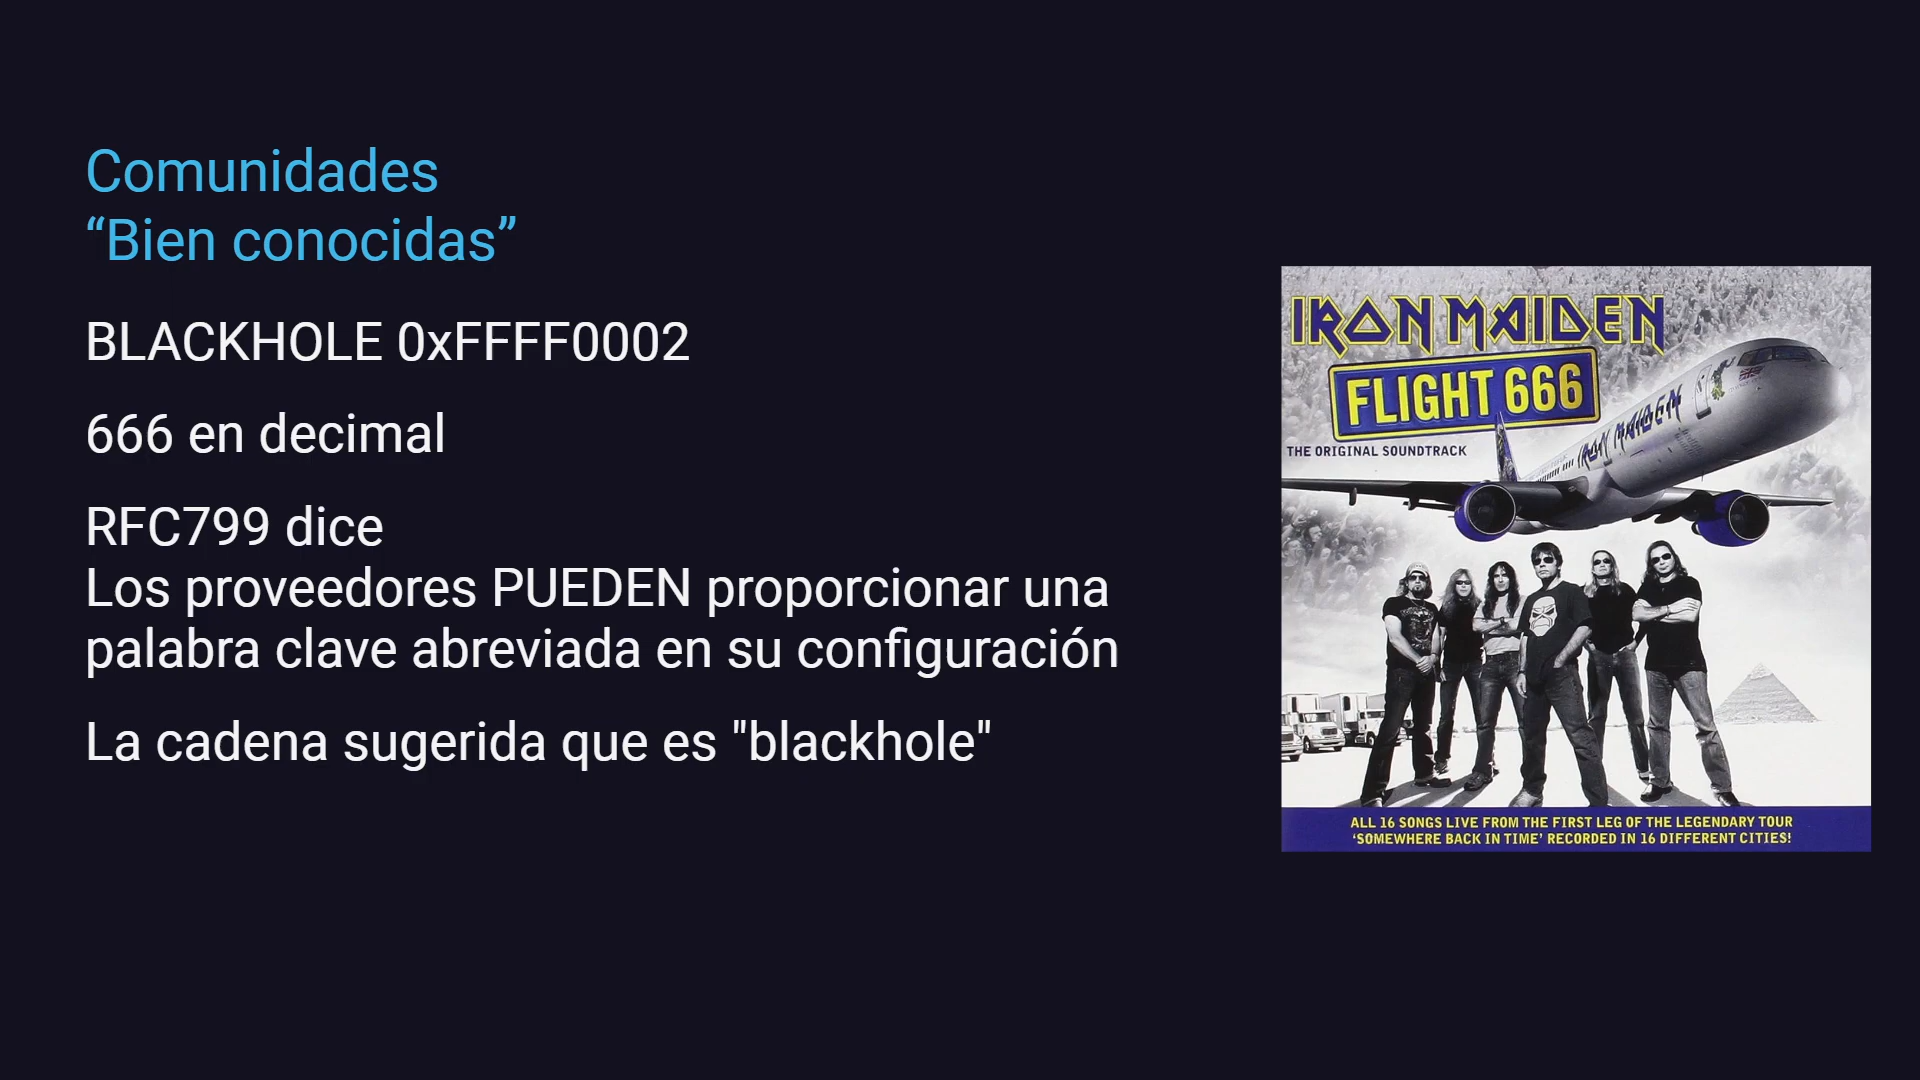 Comunidades
“Bien conocidas”
BLACKHOLE 0xFFFF0002
666 en decimal
RFC799 dice
Los proveedores PUEDEN proporcionar una
palabra clave abreviada en su configuración
La cadena sugerida que es "blackhole"
IRON MAIDEN
FLIGHT 666
THE ORIGINAL SOUNDTRACK
IRON MAIDEN
ALL 16 SONGS LIVE FROM THE FIRST LEG OF THE LEGENDARY TOUR
‘SOMEWHERE BACK IN TIME’ RECORDED IN 16 DIFFERENT CITIES!